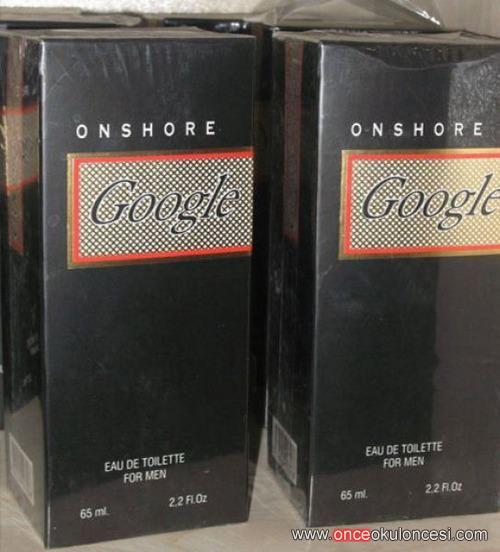 ONSHORE
Google
EAU DE TOILETTE
FOR MEN
65 ml.
2,2 Fl.Oz
ONSHORE
Google
EAU DE TOILETTE
FOR MEN
65 ml.
2,2 Fl.Oz
www.onceokuloncesi.com